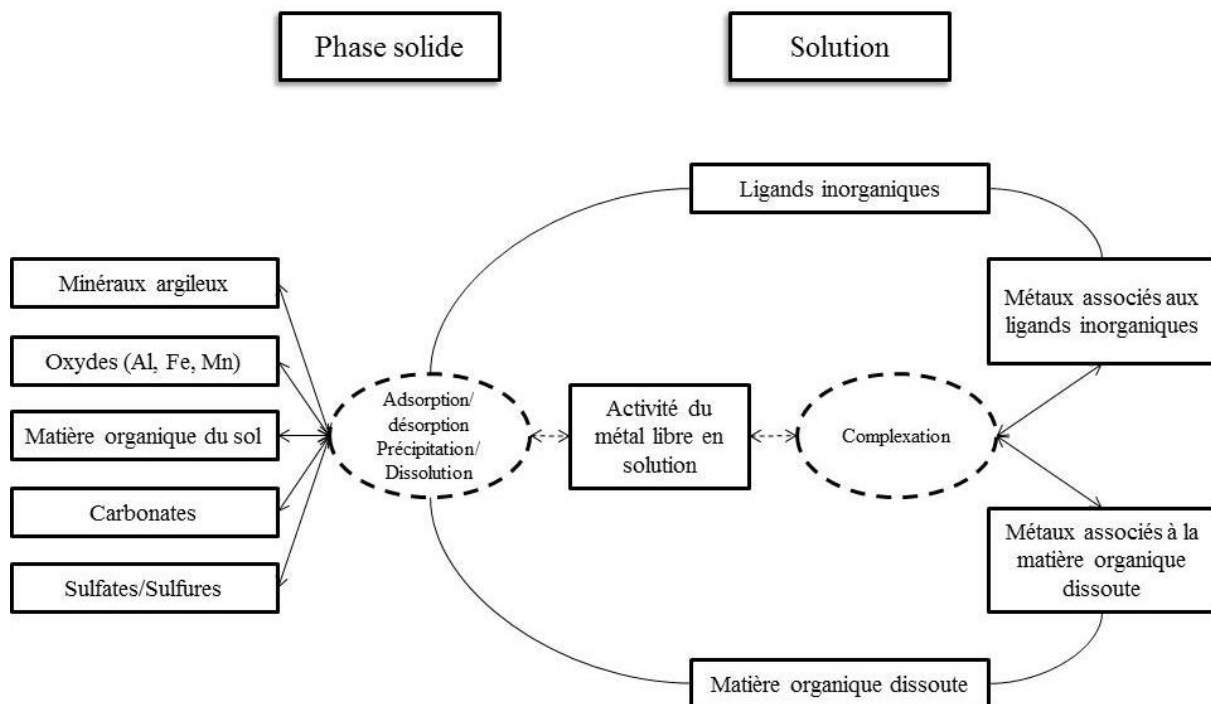 Phase solide
Solution
Ligands inorganiques
Minéraux argileux
Oxydes (Al, Fe, Mn)
Matière organique du sol
Carbonates
Sulfates/Sulfures
Adsorption/
désorption
Précipitation/
Dissolution
Activité du
métal libre en
solution
Complexation
Métaux associés aux
ligands inorganiques
Métaux associés à la
matière organique
dissoute
Matière organique dissoute